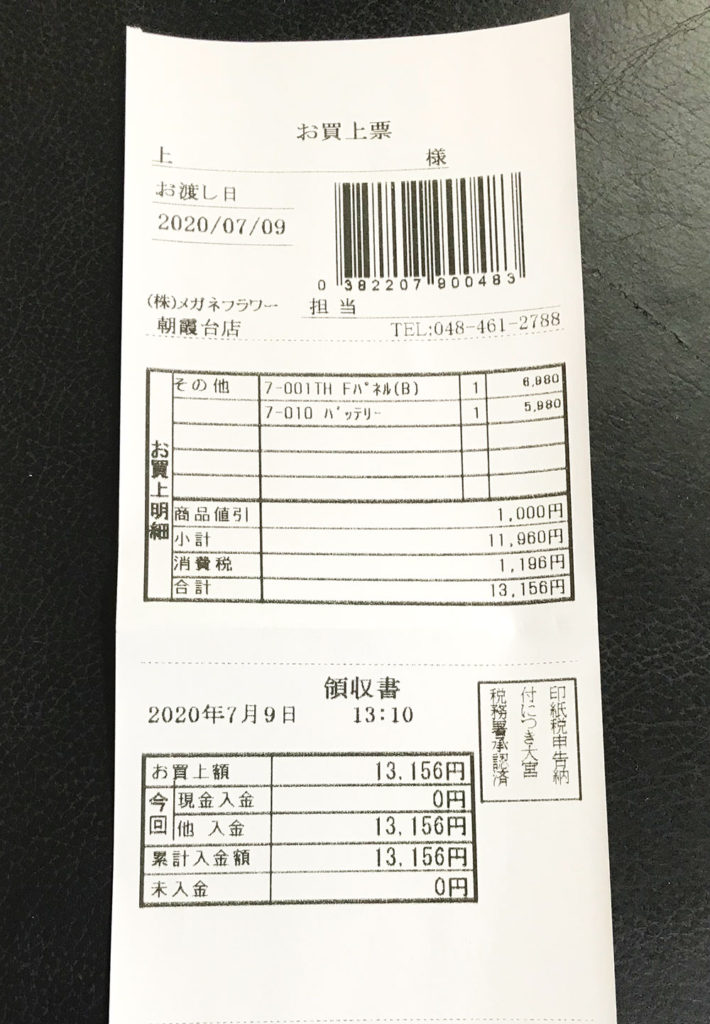 お買上票
上 様
お渡し日
2020/07/09
0 382207 900483
(株)メガネフラワー 担当
朝霞台店 TEL:048-461-2788
お買上明細
その他 7-001TH Fパネル(B) 1 6,980
7-010 バッテリー 1 5,980
商品値引 1,000円
小計 11,960円
消費税 1,196円
合計 13,156円
領収書
2020年7月9日 13:10
印紙税申告納
付につき大宮
税務署承認済
お買上額 13,156円
今回 現金入金 0円
他 入金 13,156円
累計入金額 13,156円
未入金 0円